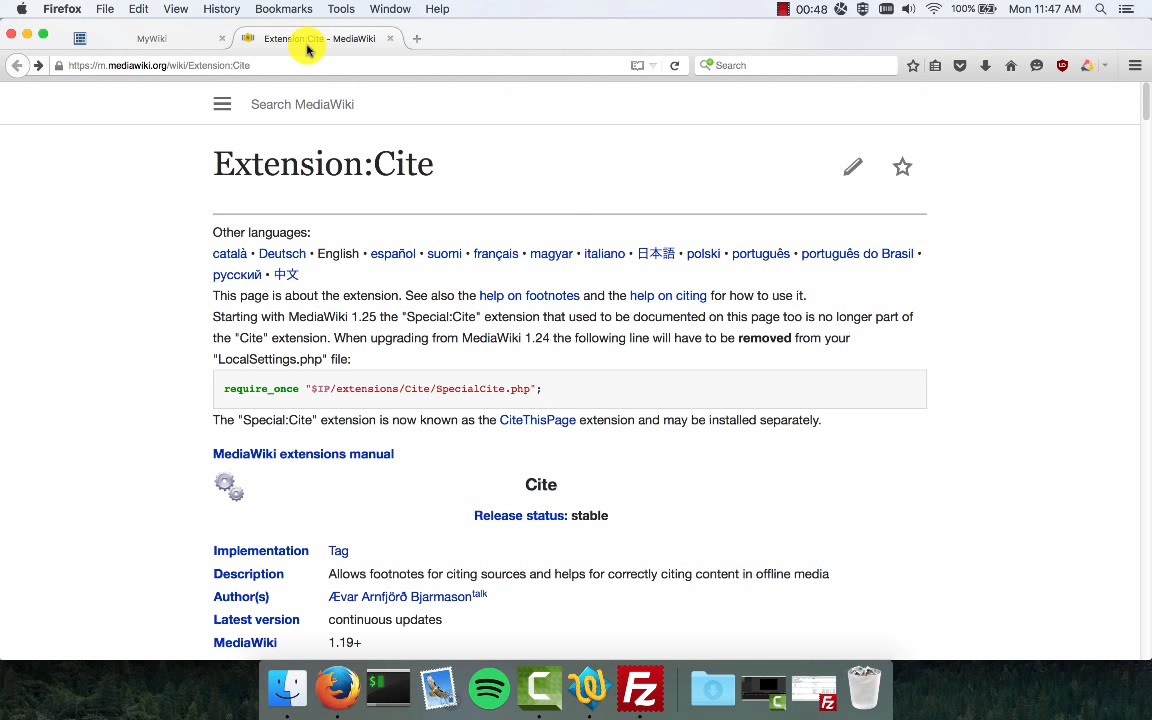 Firefox File Edit View History Bookmarks Tools Window Help 00:48 100% Mon 11:47 AM
MyWiki Extension:Cite - MediaWiki
https://m.mediawiki.org/wiki/Extension:Cite Search
Search MediaWiki
Extension:Cite
Other languages:
català • Deutsch • English • español • suomi • français • magyar • italiano • 日本語 • polski • português • português do Brasil •
русский • 中文
This page is about the extension. See also the help on footnotes and the help on citing for how to use it.
Starting with MediaWiki 1.25 the "Special:Cite" extension that used to be documented on this page too is no longer part of
the "Cite" extension. When upgrading from MediaWiki 1.24 the following line will have to be removed from your
"LocalSettings.php" file:
require_once "$IP/extensions/Cite/SpecialCite.php";
The "Special:Cite" extension is now known as the CiteThisPage extension and may be installed separately.
MediaWiki extensions manual
Cite
Release status: stable
Implementation Tag
Description Allows footnotes for citing sources and helps for correctly citing content in offline media
Author(s) Ævar Arnfjörð Bjarmason talk
Latest version continuous updates
MediaWiki 1.19+